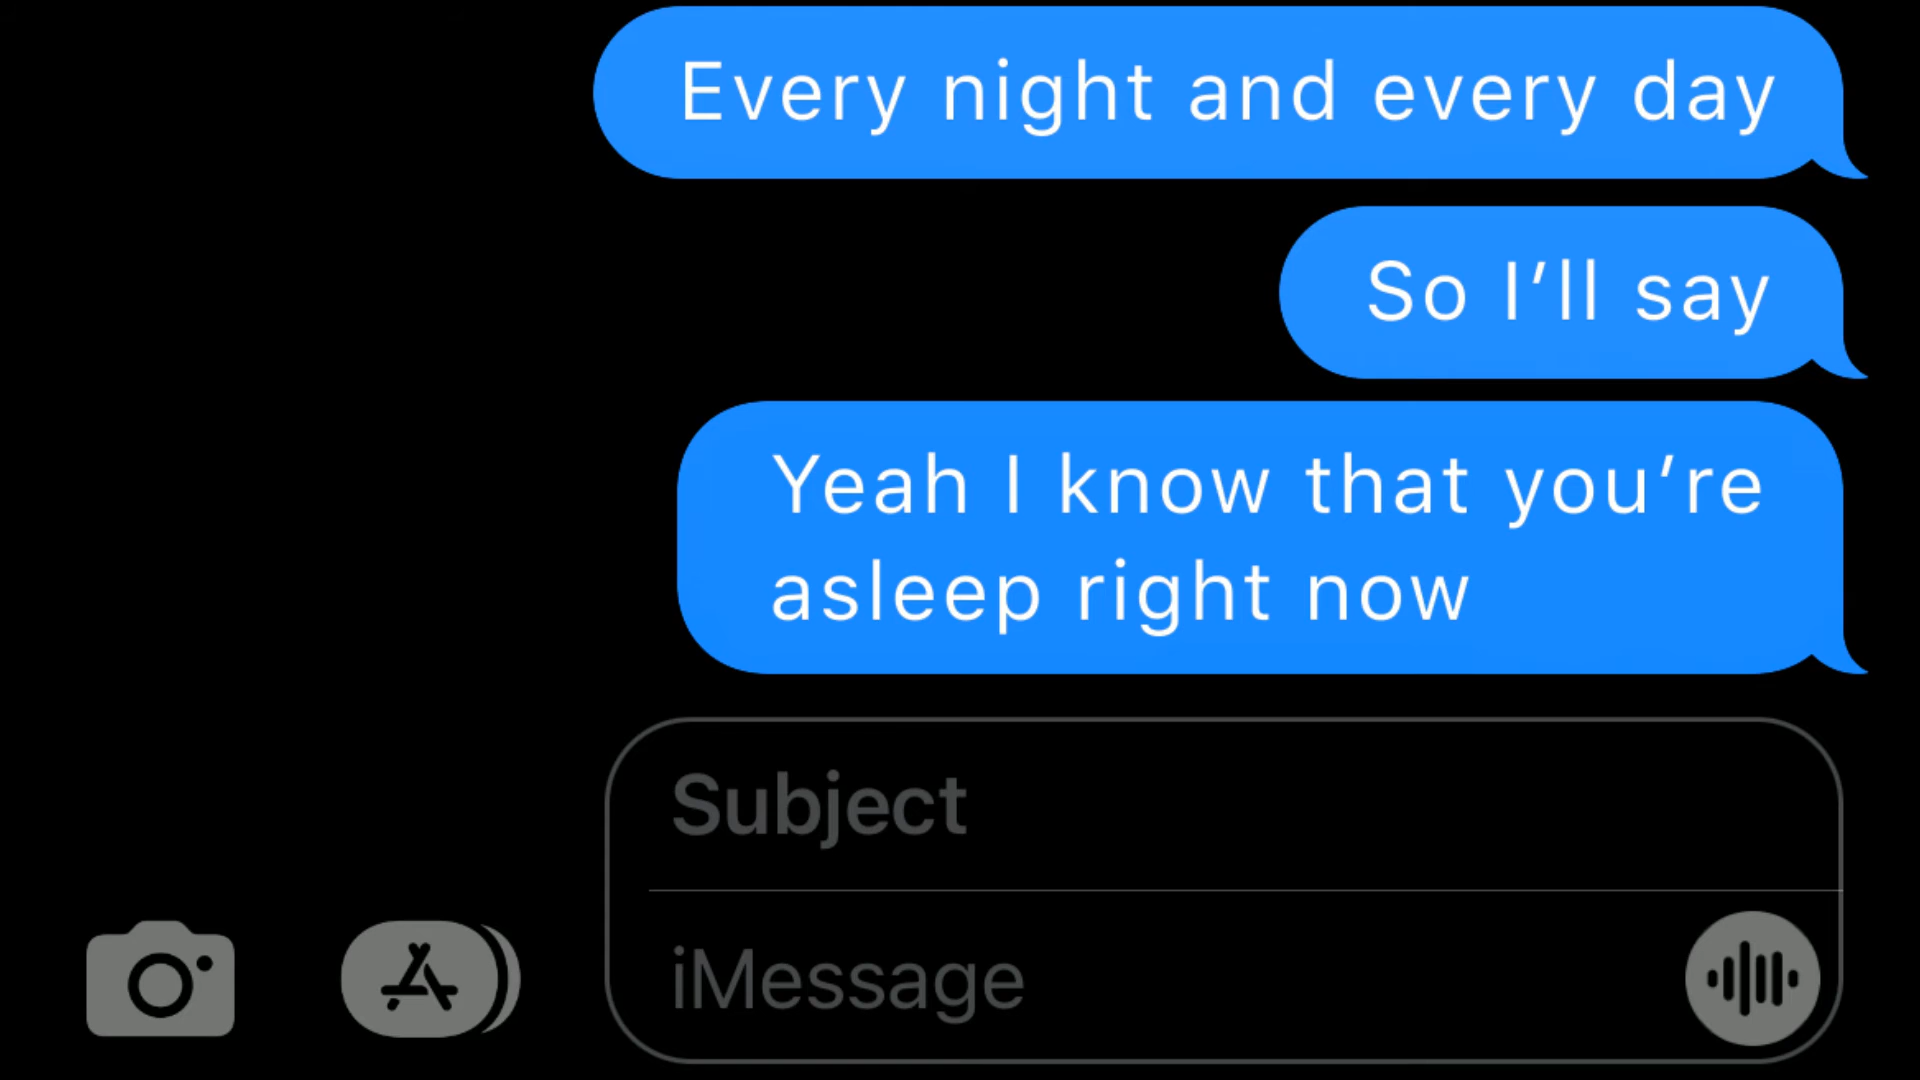 Every night and every day
So I’ll say
Yeah I know that you’re
asleep right now
Subject
iMessage